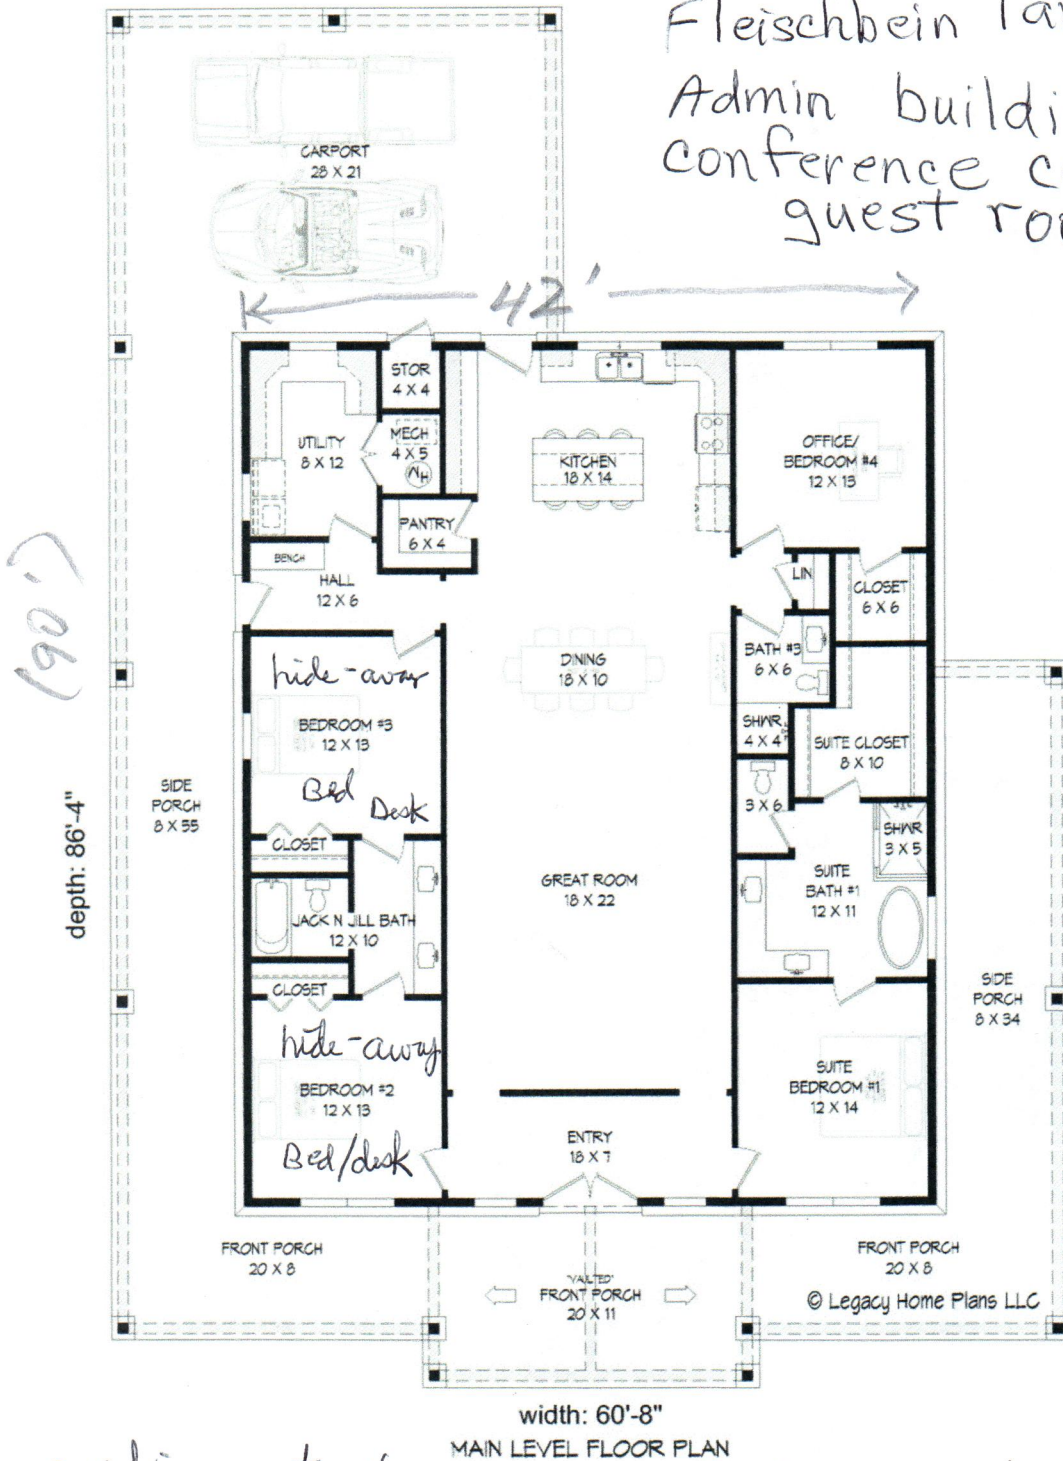 Fleischbein
Admin
conference
guest
CARPORT
28 X 21
42'
STOR
4 X 4
UTILITY
8 X 12
MECH
4 X 5
WH
KITCHEN
18 X 14
OFFICE/
BEDROOM #4
12 X 13
PANTRY
6 X 4
BENCH
HALL
12 X 6
LIN
CLOSET
6 X 6
(90')
hide-away
BEDROOM #3
12 X 13
Bed
Desk
DINING
18 X 10
BATH #3
6 X 6
SHWR
4 X 4
SUITE CLOSET
8 X 10
SIDE
PORCH
8 X 55
depth: 86'-4"
CLOSET
3 X 6
SHWR
3 X 5
GREAT ROOM
18 X 22
SUITE
BATH #1
12 X 11
JACK N JILL BATH
12 X 10
CLOSET
SIDE
PORCH
8 X 34
hide-away
BEDROOM #2
12 X 13
Bed/desk
SUITE
BEDROOM #1
12 X 14
ENTRY
18 X 7
FRONT PORCH
20 X 8
"VAULTED"
FRONT PORCH
20 X 11
FRONT PORCH
20 X 8
© Legacy Home Plans LLC
width: 60'-8"
MAIN LEVEL FLOOR PLAN